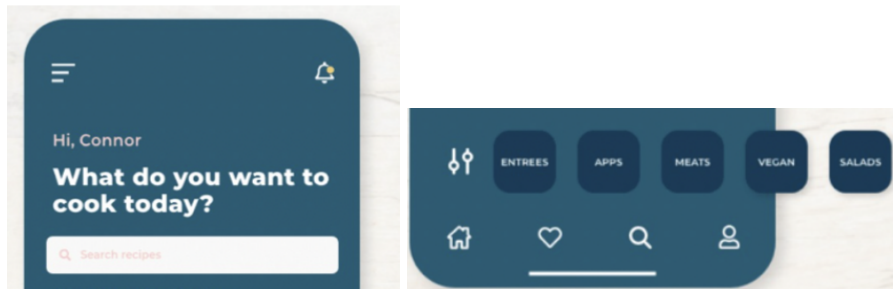 Hi, Connor
What do you want to
cook today?
Search recipes
ENTREES APPS MEATS VEGAN SALADS